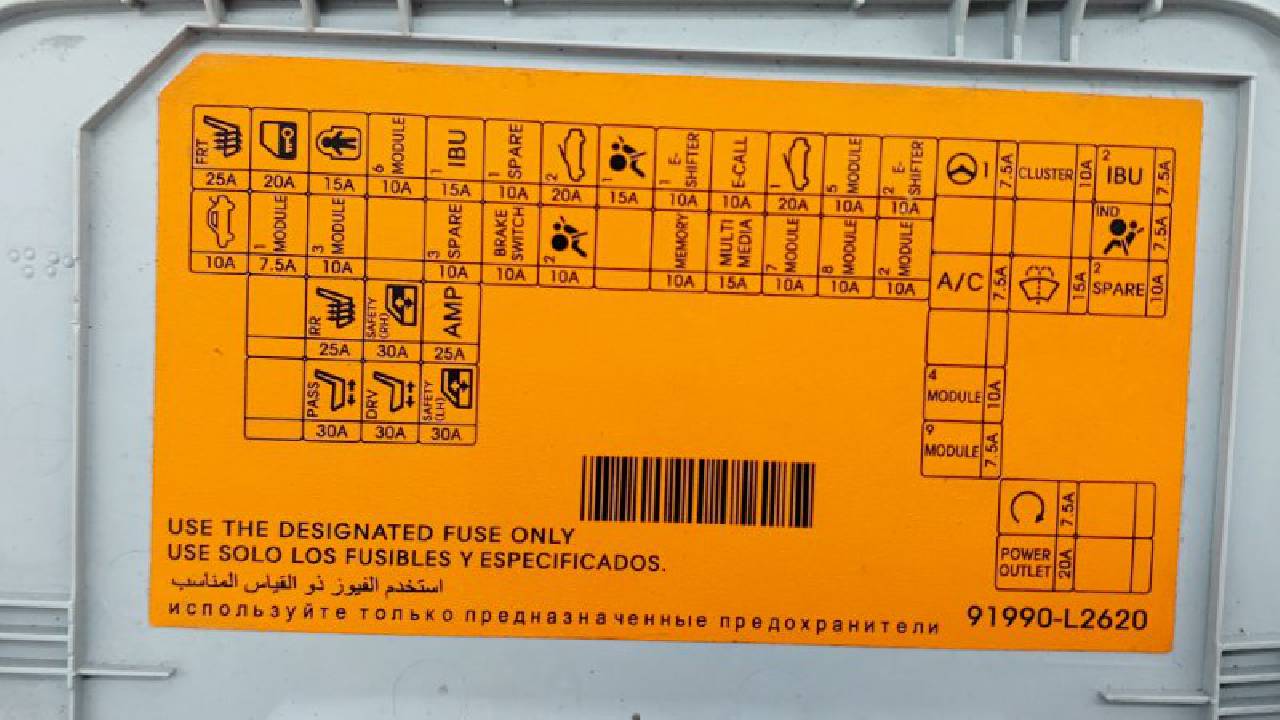 FRT 25A
20A
15A
6 MODULE 10A
1 IBU 15A
1 SPARE 10A
2 20A
1 15A
1 E-SHIFTER 10A
E-CALL 10A
1 20A
5 MODULE 10A
2 E-SHIFTER 10A
1 7.5A
CLUSTER 10A
2 IBU 7.5A
10A
1 MODULE 7.5A
3 MODULE 10A
3 SPARE 10A
BRAKE SWITCH 10A
2 10A
MEMORY 10A
MULTI MEDIA 15A
7 MODULE 10A
8 MODULE 10A
2 MODULE 10A
IND 7.5A
A/C 7.5A
15A
2 SPARE 10A
RR 25A
SAFETY (RH) 30A
AMP 25A
PASS 30A
DRV 30A
SAFETY (LH) 30A
4 MODULE 10A
9 MODULE 7.5A
7.5A
POWER OUTLET 20A
USE THE DESIGNATED FUSE ONLY
USE SOLO LOS FUSIBLES Y ESPECIFICADOS.
استخدم الفيوز ذو القياس المناسب
используйте только предназначенные предохранители
91990-L2620